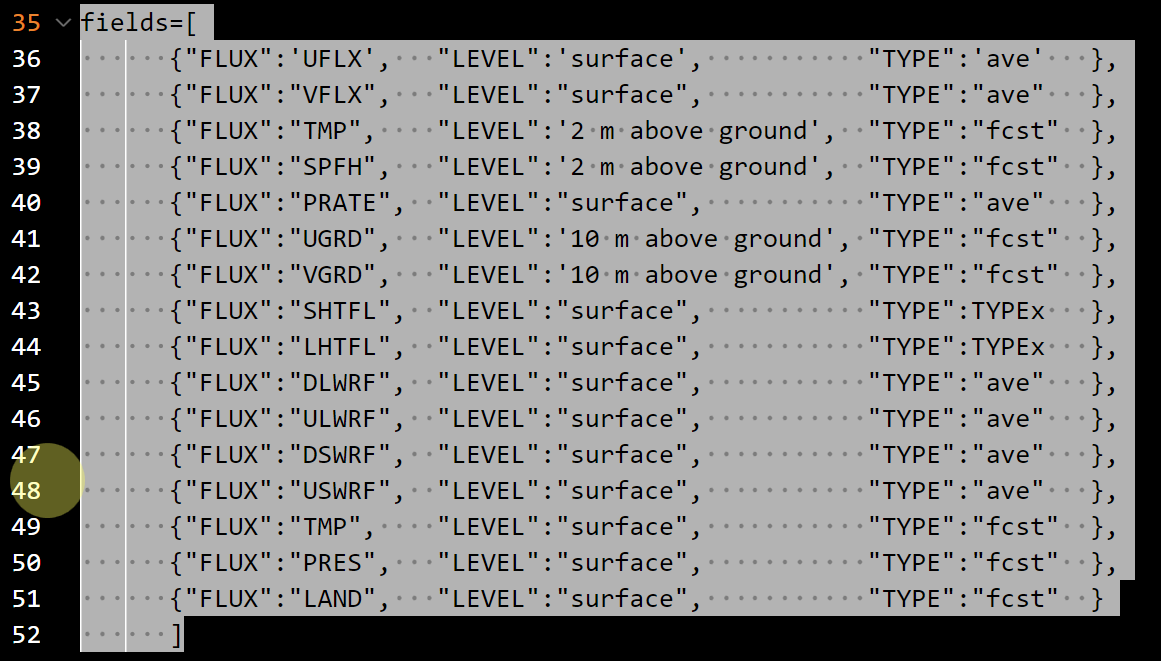 35 fields=[
36 {"FLUX":'UFLX', "LEVEL":'surface', "TYPE":'ave' },
37 {"FLUX":"VFLX", "LEVEL":"surface", "TYPE":"ave" },
38 {"FLUX":"TMP", "LEVEL":'2 m above ground', "TYPE":"fcst" },
39 {"FLUX":"SPFH", "LEVEL":'2 m above ground', "TYPE":"fcst" },
40 {"FLUX":"PRATE", "LEVEL":"surface", "TYPE":"ave" },
41 {"FLUX":"UGRD", "LEVEL":'10 m above ground', "TYPE":"fcst" },
42 {"FLUX":"VGRD", "LEVEL":'10 m above ground', "TYPE":"fcst" },
43 {"FLUX":"SHTFL", "LEVEL":"surface", "TYPE":TYPEx },
44 {"FLUX":"LHTFL", "LEVEL":"surface", "TYPE":TYPEx },
45 {"FLUX":"DLWRF", "LEVEL":"surface", "TYPE":"ave" },
46 {"FLUX":"ULWRF", "LEVEL":"surface", "TYPE":"ave" },
47 {"FLUX":"DSWRF", "LEVEL":"surface", "TYPE":"ave" },
48 {"FLUX":"USWRF", "LEVEL":"surface", "TYPE":"ave" },
49 {"FLUX":"TMP", "LEVEL":"surface", "TYPE":"fcst" },
50 {"FLUX":"PRES", "LEVEL":"surface", "TYPE":"fcst" },
51 {"FLUX":"LAND", "LEVEL":"surface", "TYPE":"fcst" }
52 ]